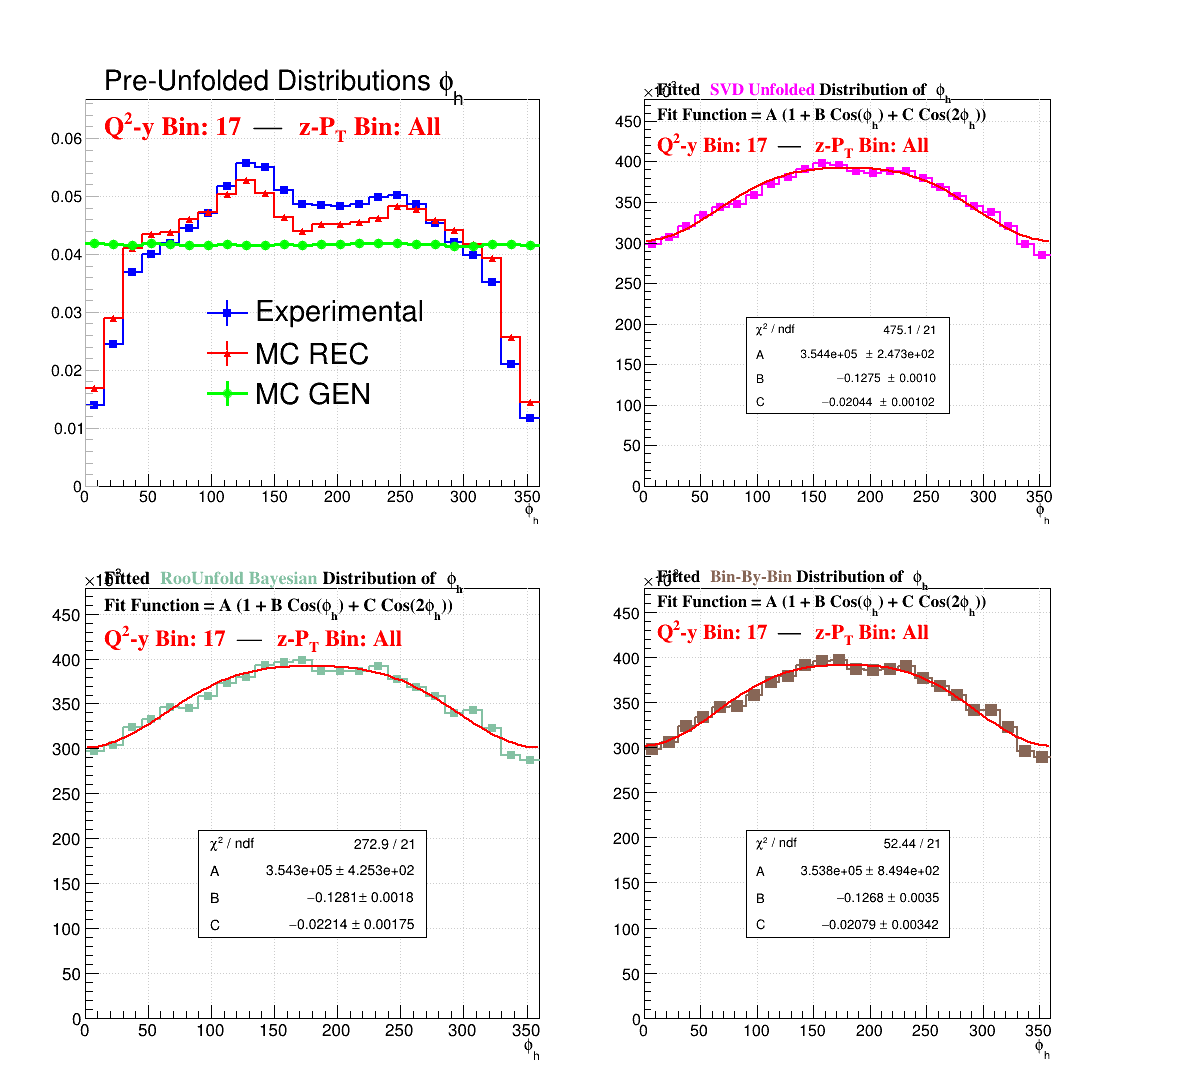 Pre-Unfolded Distributions ϕh
Q²-y Bin: 17 — z-PT Bin: All
0.06
0.05
0.04
0.03
0.02
0.01
0
Experimental
MC REC
MC GEN
0 50 100 150 200 250 300 350
ϕh
Fitted SVD Unfolded Distribution of ϕh
Fit Function = A (1 + B Cos(ϕh) + C Cos(2ϕh))
Q²-y Bin: 17 — z-PT Bin: All
450
400
350
300
250
200
150
100
50
0
χ² / ndf 475.1 / 21
A 3.544e+05 ± 2.473e+02
B −0.1275 ± 0.0010
C −0.02044 ± 0.00102
0 50 100 150 200 250 300 350
ϕh
Fitted RooUnfold Bayesian Distribution of ϕh
Fit Function = A (1 + B Cos(ϕh) + C Cos(2ϕh))
Q²-y Bin: 17 — z-PT Bin: All
450
400
350
300
250
200
150
100
50
0
χ² / ndf 272.9 / 21
A 3.543e+05 ± 4.253e+02
B −0.1281 ± 0.0018
C −0.02214 ± 0.00175
0 50 100 150 200 250 300 350
ϕh
Fitted Bin-By-Bin Distribution of ϕh
Fit Function = A (1 + B Cos(ϕh) + C Cos(2ϕh))
Q²-y Bin: 17 — z-PT Bin: All
450
400
350
300
250
200
150
100
50
0
χ² / ndf 52.44 / 21
A 3.538e+05 ± 8.494e+02
B −0.1268 ± 0.0035
C −0.02079 ± 0.00342
0 50 100 150 200 250 300 350
ϕh